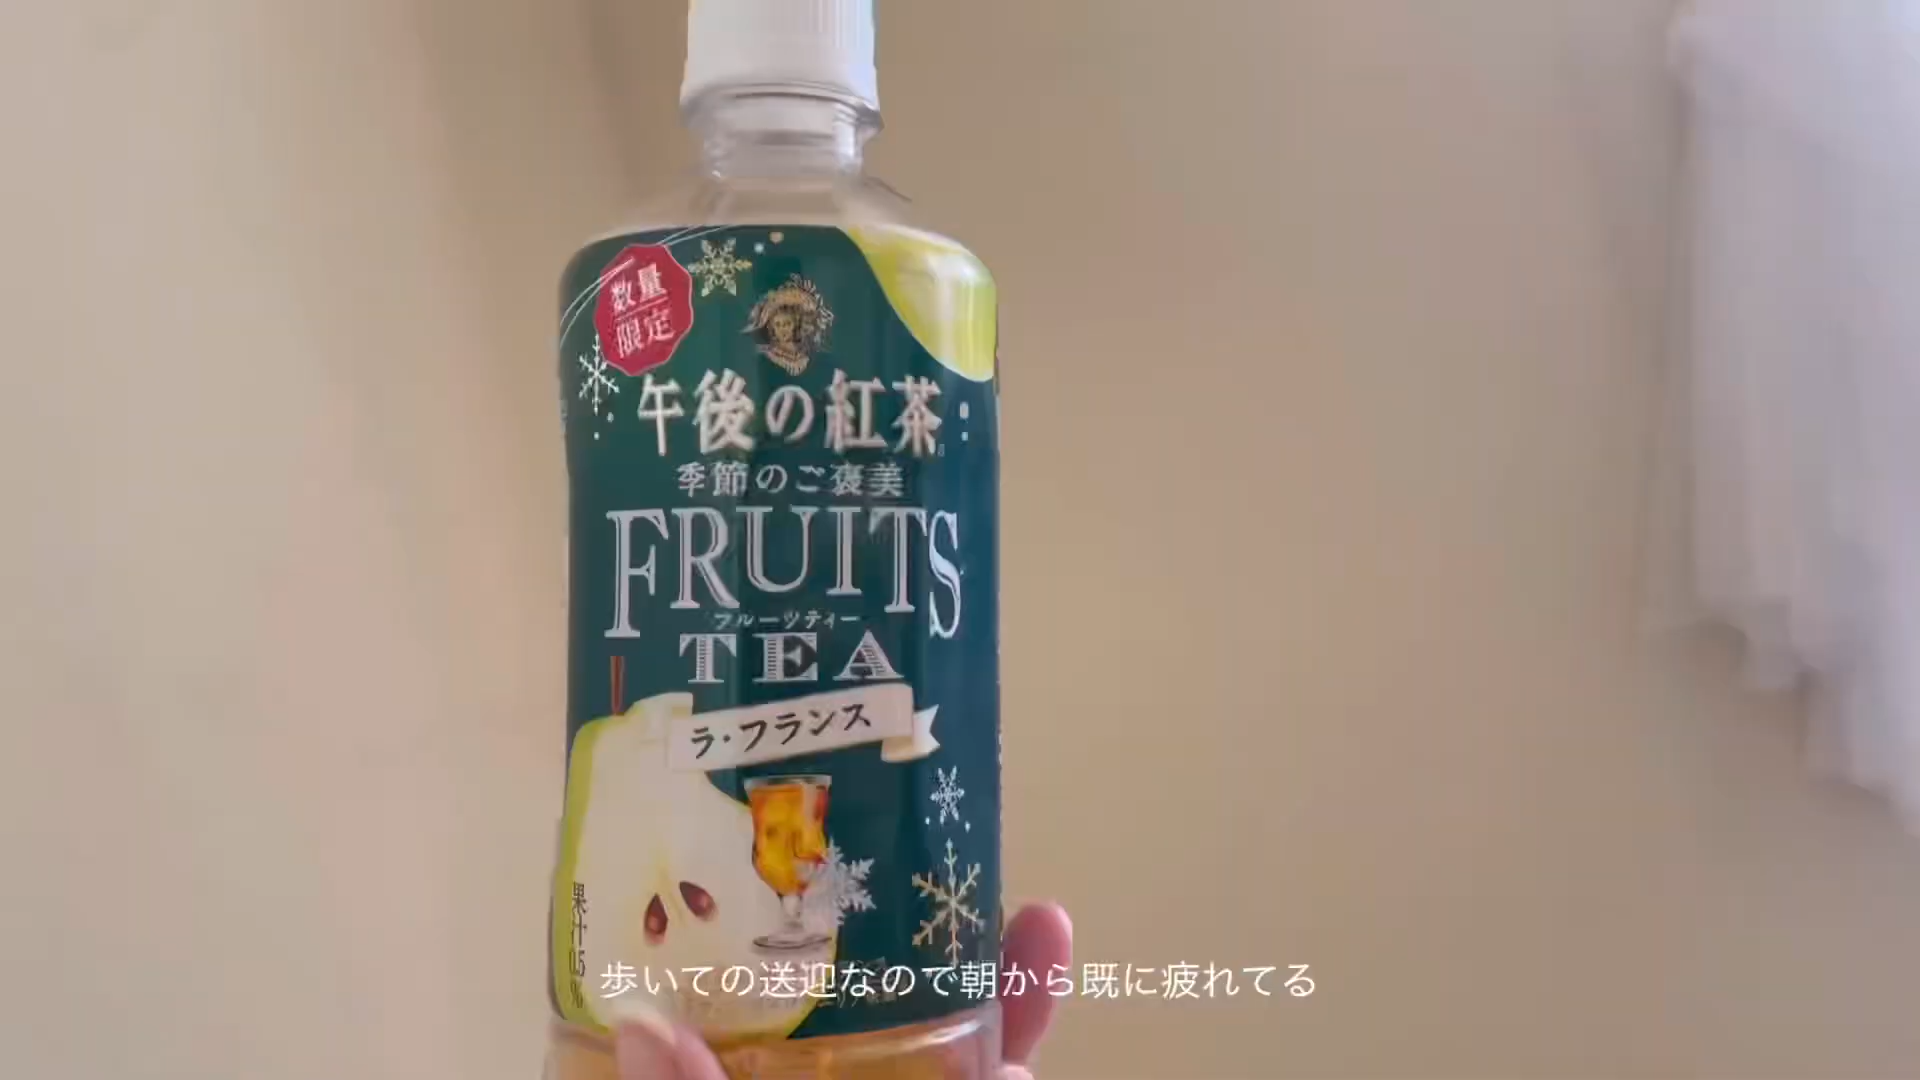 数量
限定
午後の紅茶
季節のご褒美
FRUITS
フルーツティー
TEA
ラ・フランス
果汁0.5%
歩いての送迎なので朝から既に疲れてる